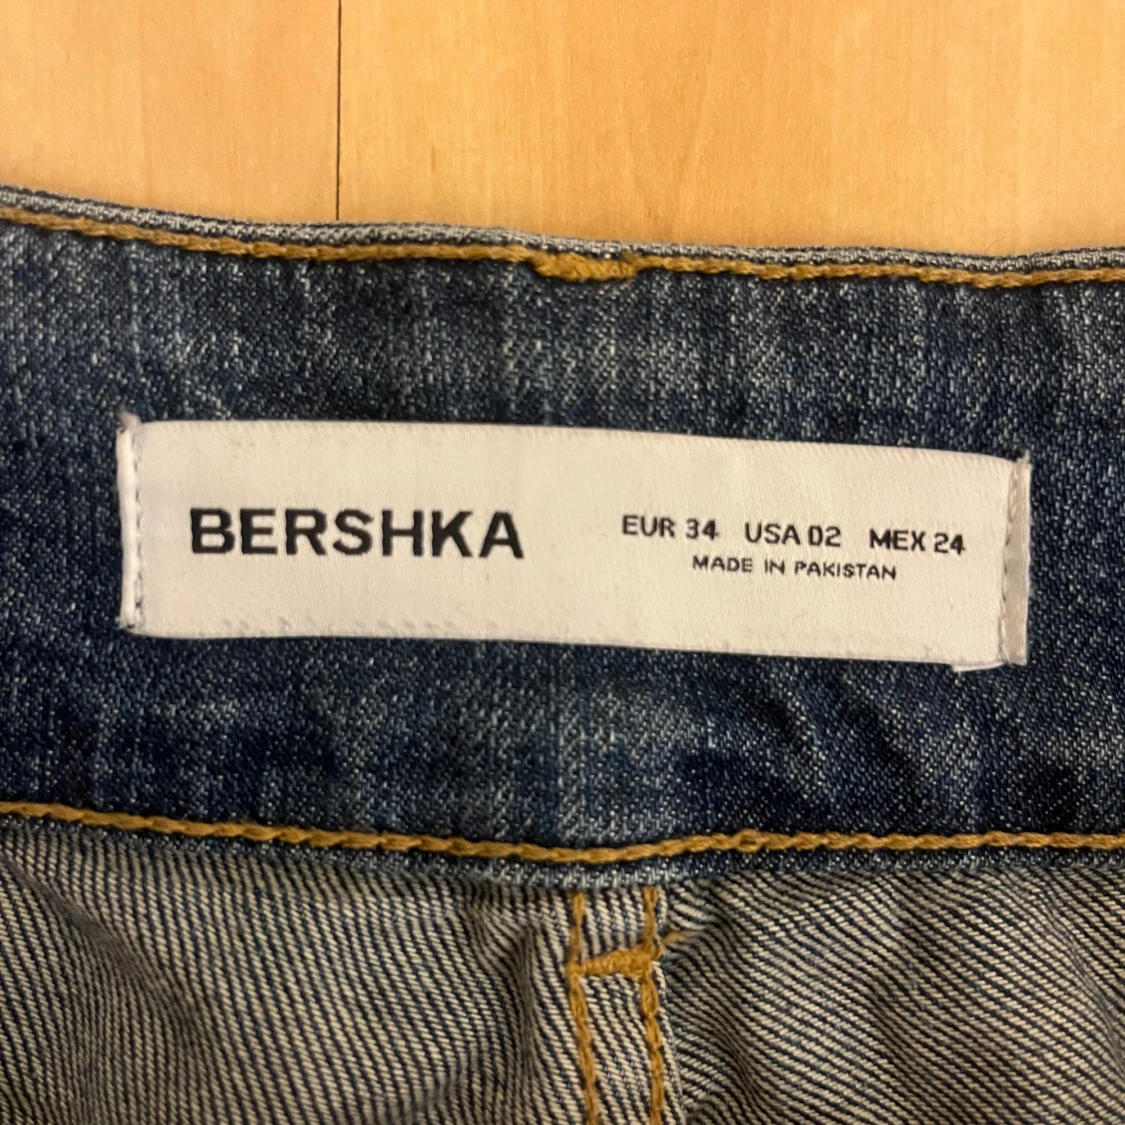 BERSHKA
EUR 34 USA 02 MEX 24
MADE IN PAKISTAN